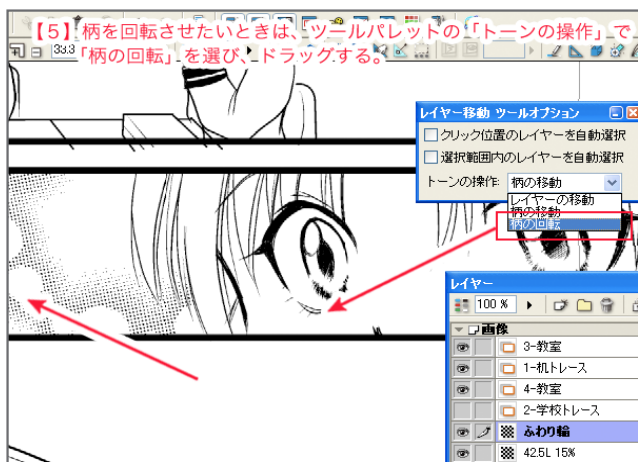 【5】柄を回転させたいときは、ツールパレットの「トーンの操作」で
「柄の回転」を選び、ドラッグする。
33.3
レイヤー移動 ツールオプション
クリック位置のレイヤーを自動選択
選択範囲内のレイヤーを自動選択
トーンの操作: 柄の移動
レイヤーの移動
柄の移動
柄の回転
レイヤー
100 %
画像
3-教室
1-机トレース
4-教室
2-学校トレース
ふわり輪
42.5L 15%